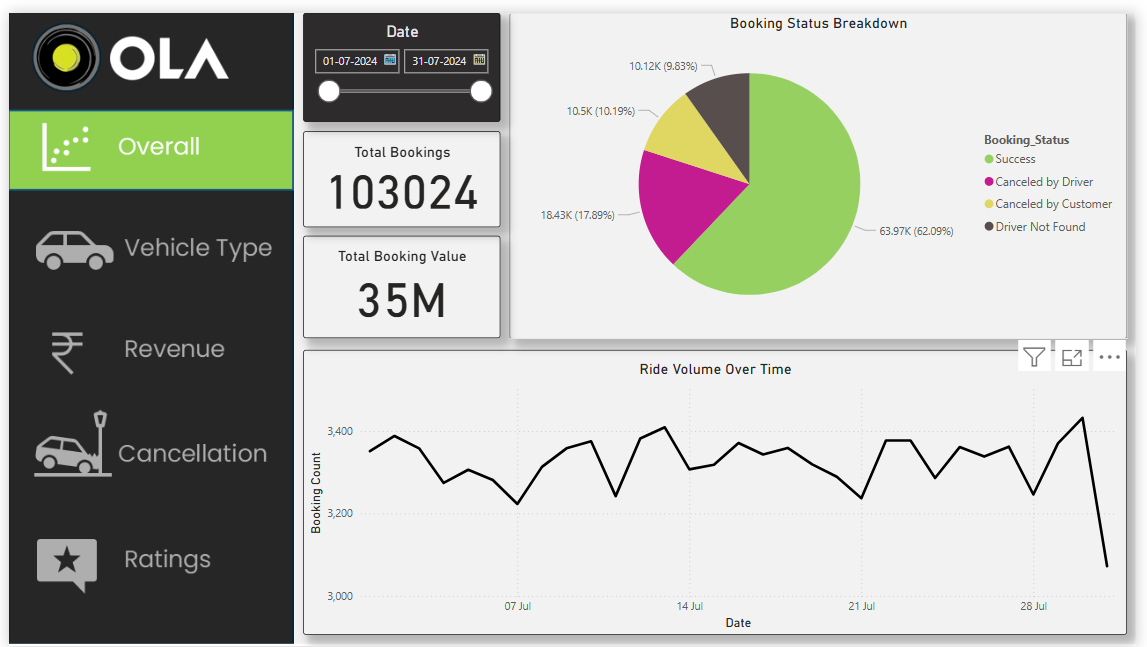 OLA
Overall
Vehicle Type
Revenue
Cancellation
Ratings
Date
01-07-2024 31-07-2024
Total Bookings
103024
Total Booking Value
35M
Booking Status Breakdown
10.12K (9.83%)
10.5K (10.19%)
18.43K (17.89%)
63.97K (62.09%)
Booking_Status
Success
Canceled by Driver
Canceled by Customer
Driver Not Found
Ride Volume Over Time
Booking Count
3,400
3,200
3,000
07 Jul 14 Jul 21 Jul 28 Jul
Date